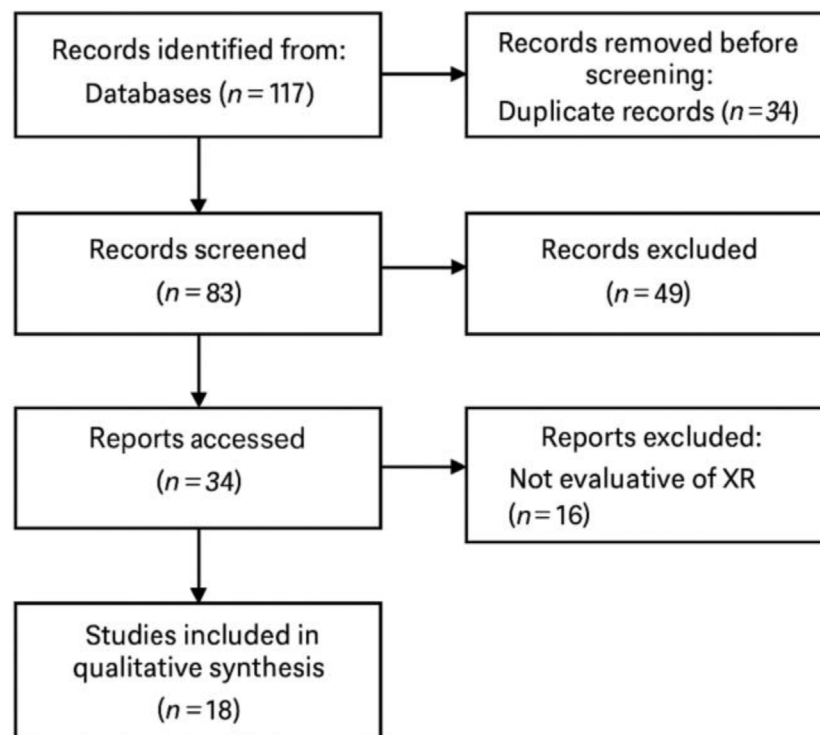 Records identified from:
Databases (n = 117)
Records removed before
screening:
Duplicate records (n = 34)
Records screened
(n = 83)
Records excluded
(n = 49)
Reports accessed
(n = 34)
Reports excluded:
Not evaluative of XR
(n = 16)
Studies included in
qualitative synthesis
(n = 18)